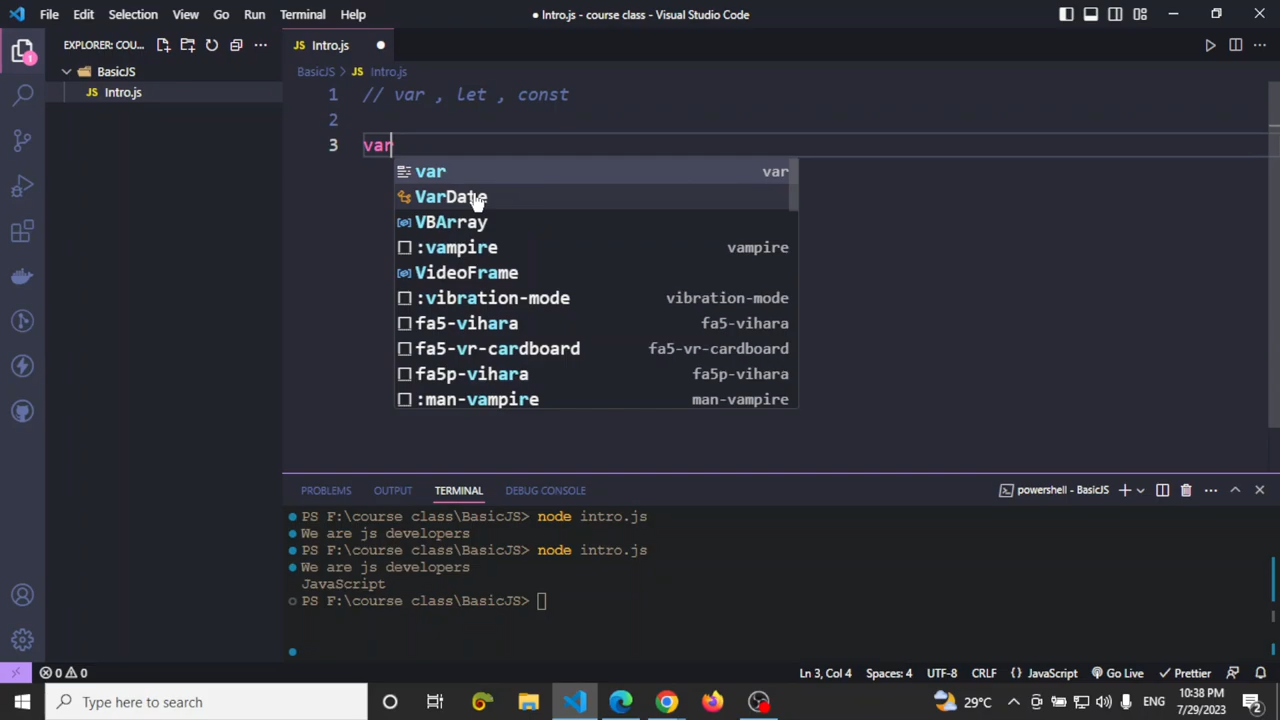 File Edit Selection View Go Run Terminal Help
● Intro.js - course class - Visual Studio Code
EXPLORER: COU...
JS Intro.js ●
BasicJS
BasicJS > JS Intro.js
1
JS Intro.js
1 // var , let , const
2
3 var
var var
VarDate
VBArray
:vampire vampire
VideoFrame
:vibration-mode vibration-mode
fa5-vihara fa5-vihara
fa5-vr-cardboard fa5-vr-cardboard
fa5p-vihara fa5p-vihara
:man-vampire man-vampire
PROBLEMS OUTPUT TERMINAL DEBUG CONSOLE
powershell - BasicJS
PS F:\course class\BasicJS> node intro.js
We are js developers
PS F:\course class\BasicJS> node intro.js
We are js developers
JavaScript
PS F:\course class\BasicJS>
0 0 Ln 3, Col 4 Spaces: 4 UTF-8 CRLF {} JavaScript Go Live Prettier
Type here to search
29°C
ENG
10:38 PM
7/29/2023
2